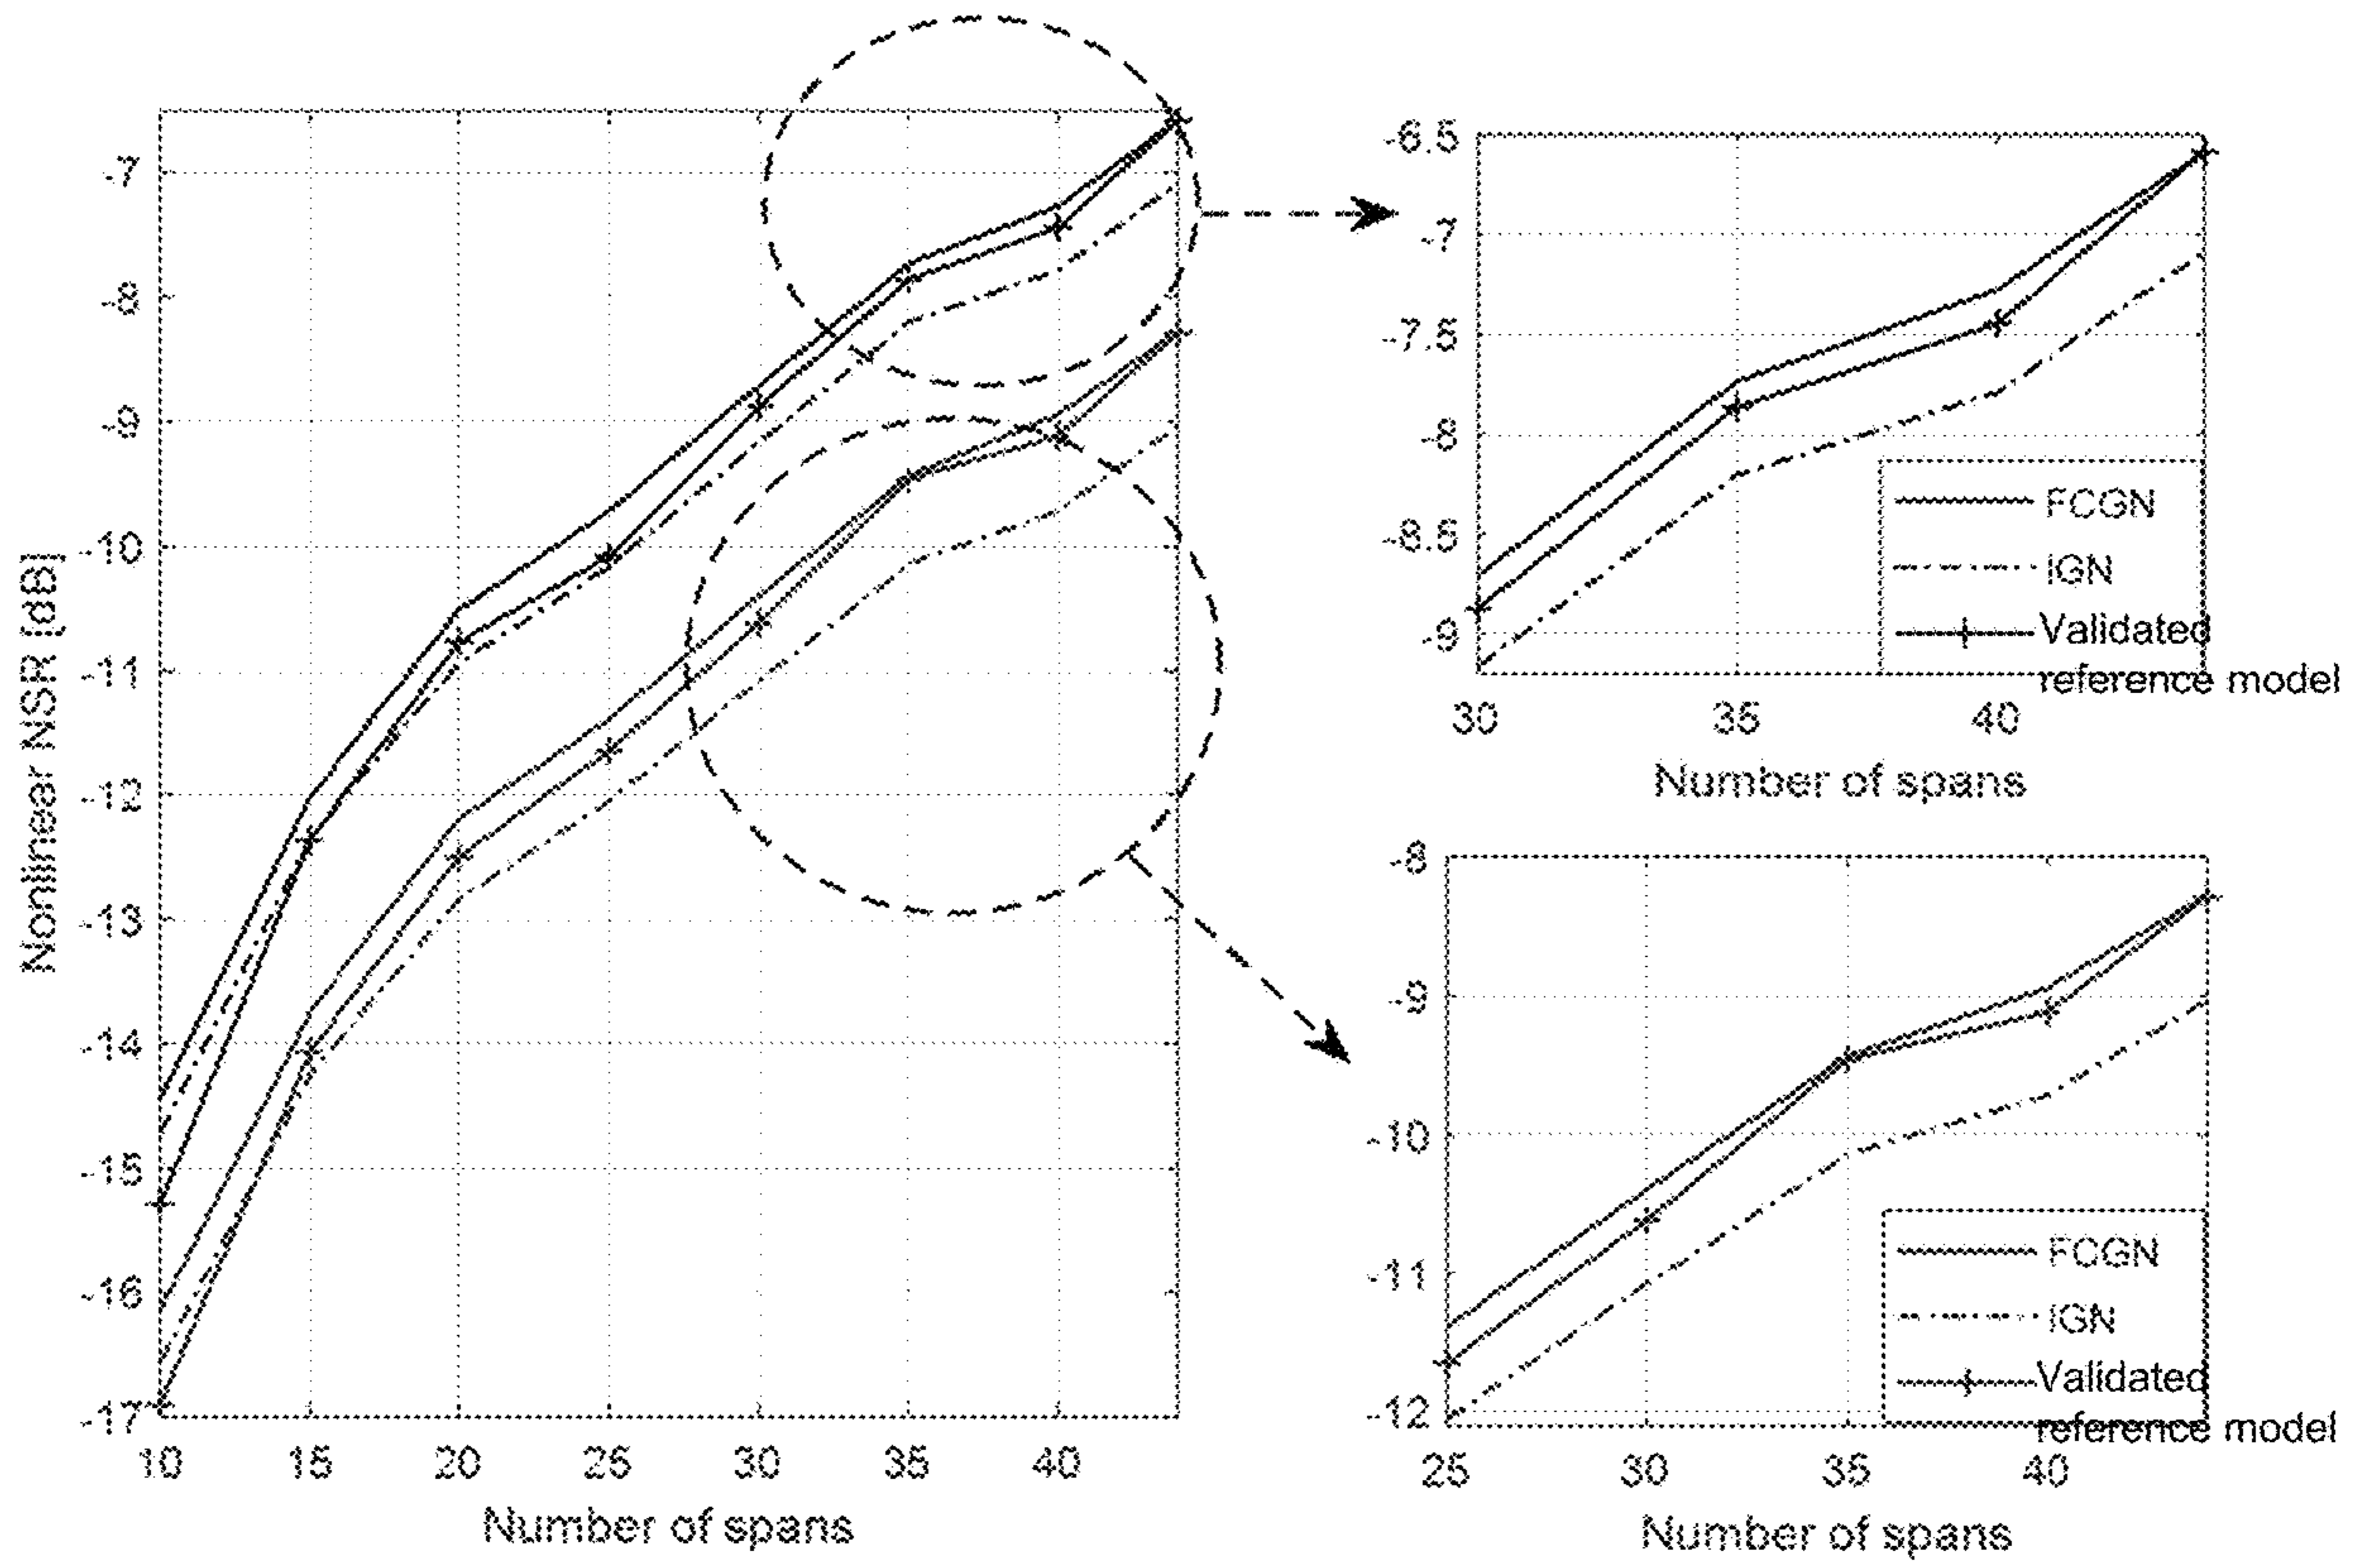 Nonlinear NSR [dB]
-7
-8
-9
-10
-11
-12
-13
-14
-15
-16
-17
10 15 20 25 30 35 40
Number of spans
-6.5
-7
-7.5
-8
-8.5
-9
FCGN
IGN
Validated
reference model
30 35 40
Number of spans
-8
-9
-10
-11
-12
FCGN
IGN
Validated
reference model
25 30 35 40
Number of spans